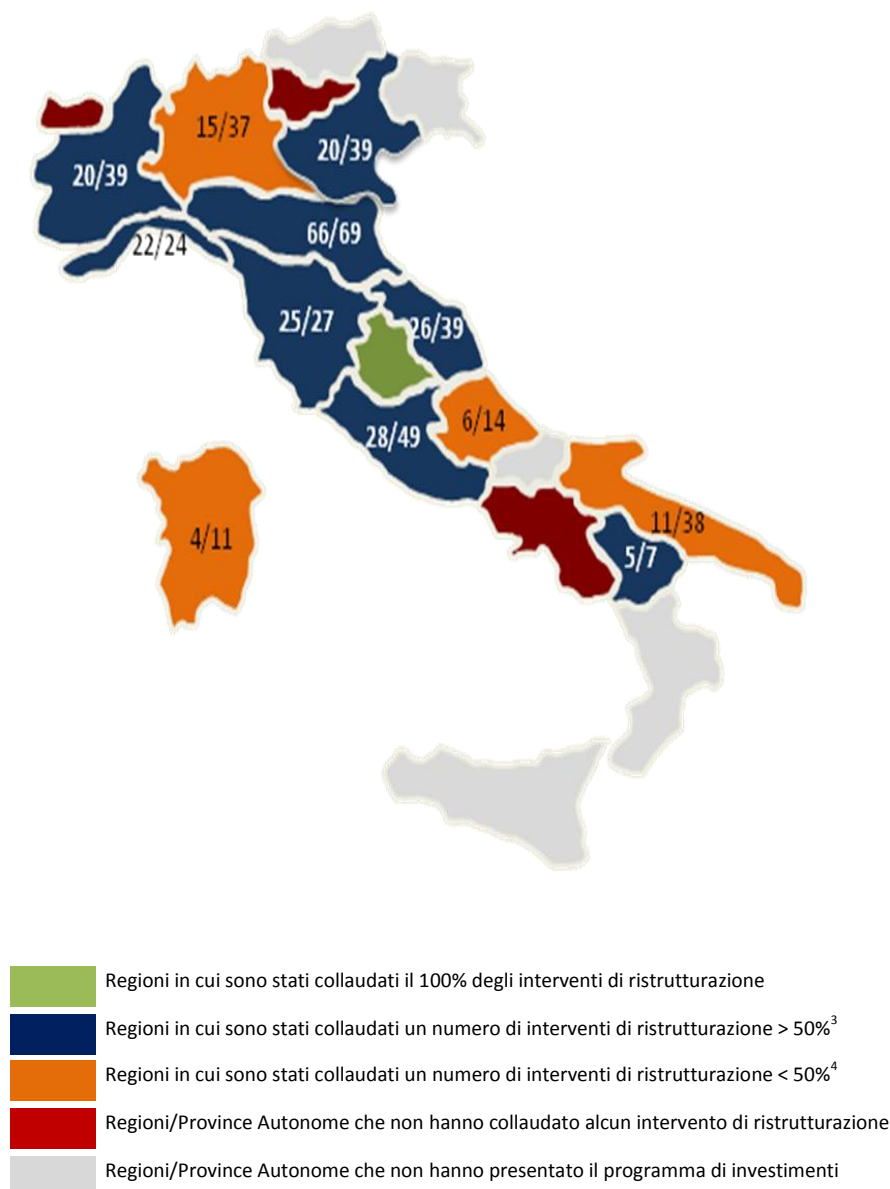 15/37
20/39
20/39
66/69
22/24
25/27
26/39
6/14
28/49
11/38
4/11
5/7
Regioni in cui sono stati collaudati il 100% degli interventi di ristrutturazione
Regioni in cui sono stati collaudati un numero di interventi di ristrutturazione > 50%³
Regioni in cui sono stati collaudati un numero di interventi di ristrutturazione < 50%⁴
Regioni/Province Autonome che non hanno collaudato alcun intervento di ristrutturazione
Regioni/Province Autonome che non hanno presentato il programma di investimenti